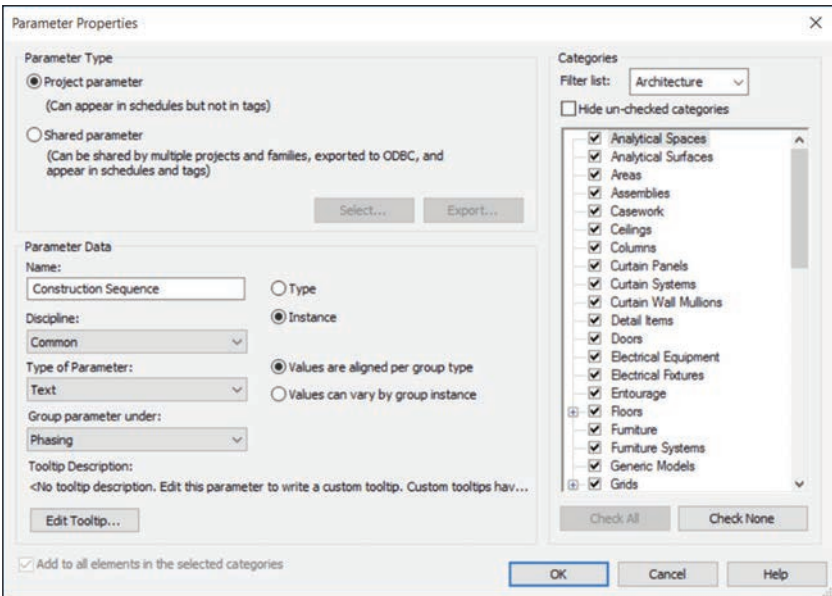 Parameter Properties
Parameter Type
Project parameter
(Can appear in schedules but not in tags)
Shared parameter
(Can be shared by multiple projects and families, exported to ODBC, and
appear in schedules and tags)
Select...
Export...
Parameter Data
Name:
Construction Sequence
Type
Discipline:
Instance
Common
Type of Parameter:
Values are aligned per group type
Text
Values can vary by group instance
Group parameter under:
Phasing
Tooltip Description:
<No tooltip description. Edit this parameter to write a custom tooltip. Custom tooltips hav...
Edit Tooltip...
Add to all elements in the selected categories
Categories
Filter list:
Architecture
Hide un-checked categories
Analytical Spaces
Analytical Surfaces
Areas
Assemblies
Casework
Ceilings
Columns
Curtain Panels
Curtain Systems
Curtain Wall Mullions
Detail Items
Doors
Electrical Equipment
Electrical Fixtures
Entourage
Floors
Furniture
Furniture Systems
Generic Models
Grids
Check All
Check None
OK
Cancel
Help